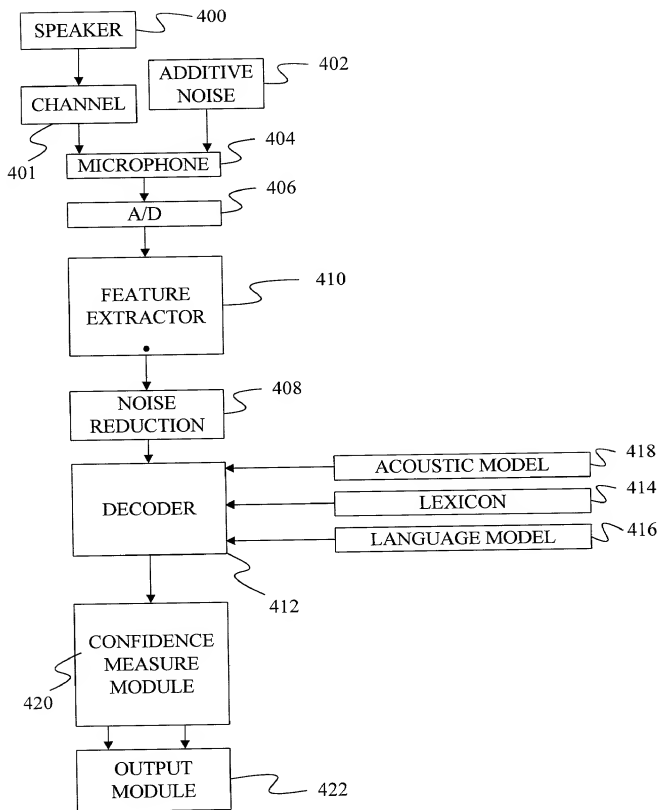 SPEAKER
400
ADDITIVE
NOISE
402
CHANNEL
401
MICROPHONE
404
A/D
406
FEATURE
EXTRACTOR
410
NOISE
REDUCTION
408
DECODER
412
ACOUSTIC MODEL
418
LEXICON
414
LANGUAGE MODEL
416
CONFIDENCE
MEASURE
MODULE
420
OUTPUT
MODULE
422